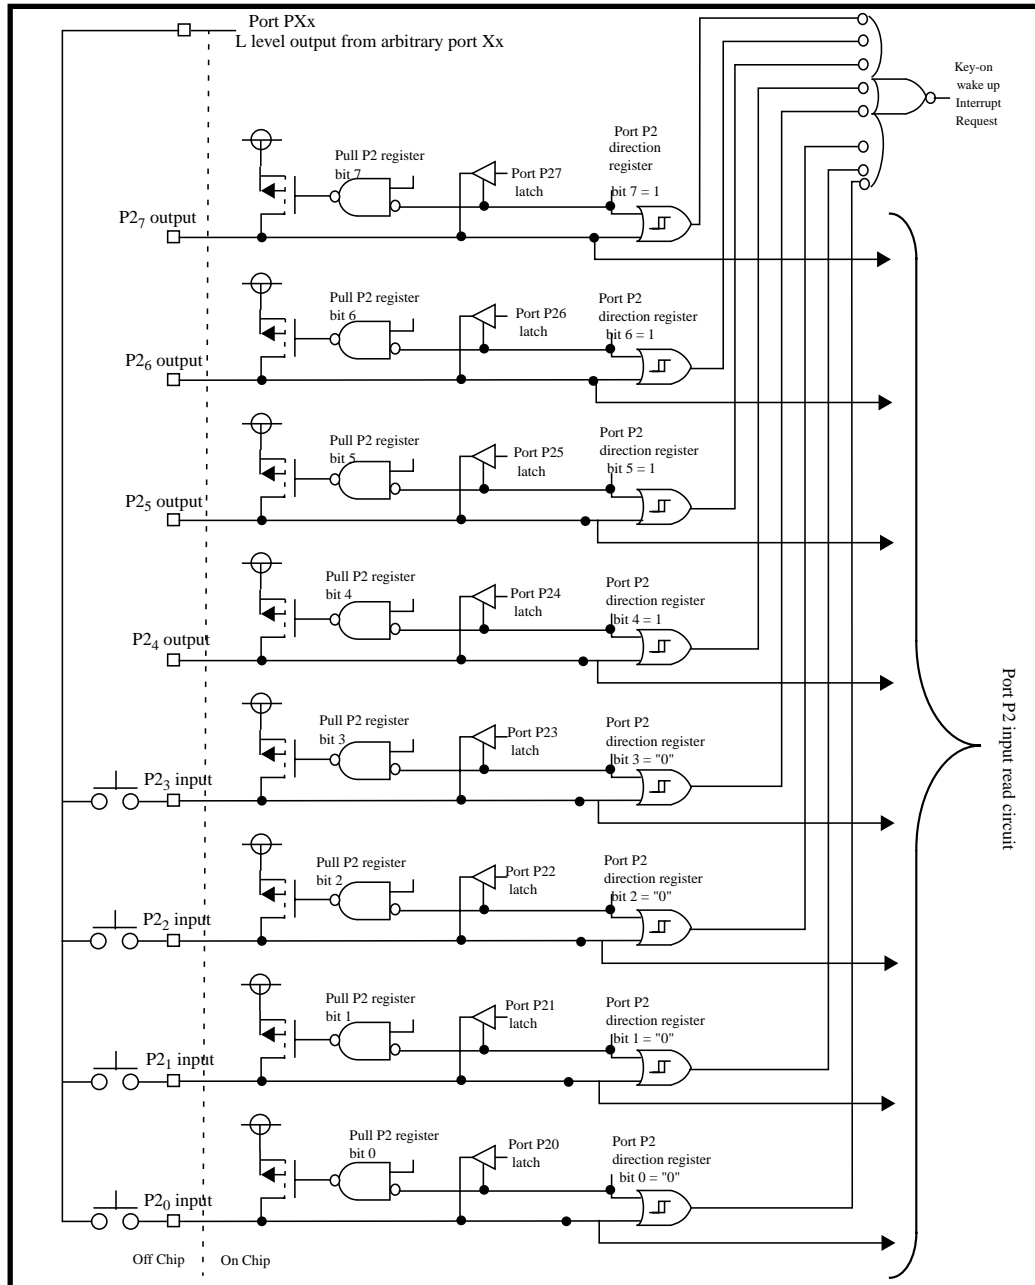 Port PXx
L level output from arbitrary port Xx
Key-on
wake up
Interrupt
Request
Pull P2 register
bit 7
Port P27
latch
Port P2
direction
register
bit 7 = 1
P27 output
Pull P2 register
bit 6
Port P26
latch
Port P2
direction register
bit 6 = 1
P26 output
Pull P2 register
bit 5
Port P25
latch
Port P2
direction register
bit 5 = 1
P25 output
Pull P2 register
bit 4
Port P24
latch
Port P2
direction register
bit 4 = 1
P24 output
Pull P2 register
bit 3
Port P23
latch
Port P2
direction register
bit 3 = "0"
P23 input
Pull P2 register
bit 2
Port P22
latch
Port P2
direction register
bit 2 = "0"
P22 input
Pull P2 register
bit 1
Port P21
latch
Port P2
direction register
bit 1 = "0"
P21 input
Pull P2 register
bit 0
Port P20
latch
Port P2
direction register
bit 0 = "0"
P20 input
Port P2 input read circuit
Off Chip
On Chip